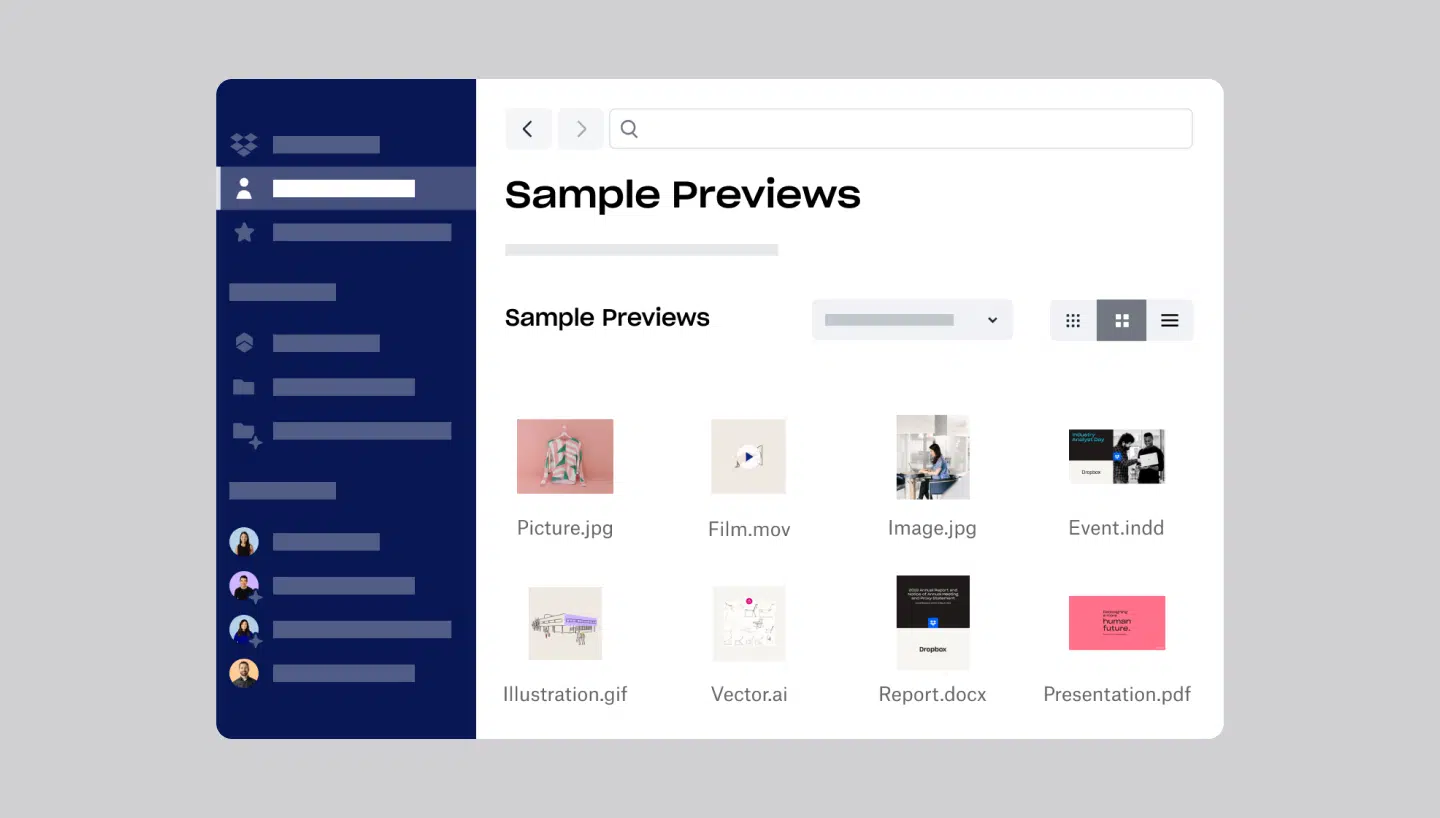 Sample Previews
Sample Previews
Industry
Analyst Day
Dropbox
Picture.jpg
Film.mov
Image.jpg
Event.indd
Dropbox
human
future.
Illustration.gif
Vector.ai
Report.docx
Presentation.pdf